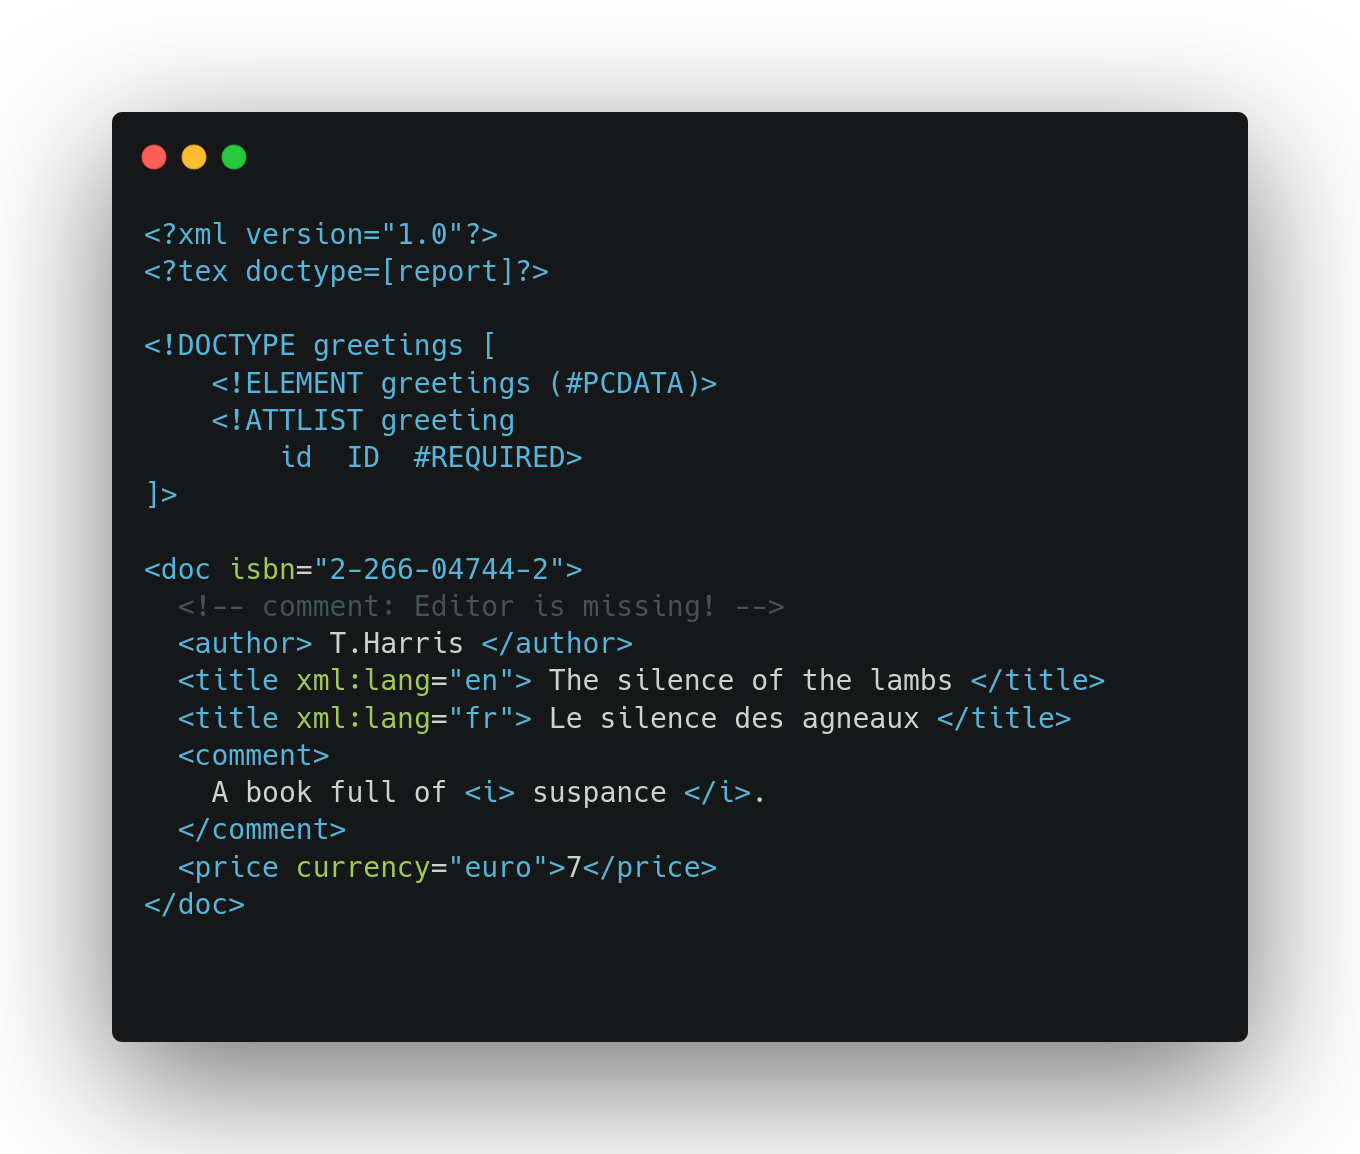 <?xml version="1.0"?>
<?tex doctype=[report]?>
<!DOCTYPE greetings [
<!ELEMENT greetings (#PCDATA)>
<!ATTLIST greeting
id  ID  #REQUIRED>
]>
<doc isbn="2-266-04744-2">
<!-- comment: Editor is missing! -->
<author> T.Harris </author>
<title xml:lang="en"> The silence of the lambs </title>
<title xml:lang="fr"> Le silence des agneaux </title>
<comment>
A book full of <i> suspance </i>.
</comment>
<price currency="euro">7</price>
</doc>